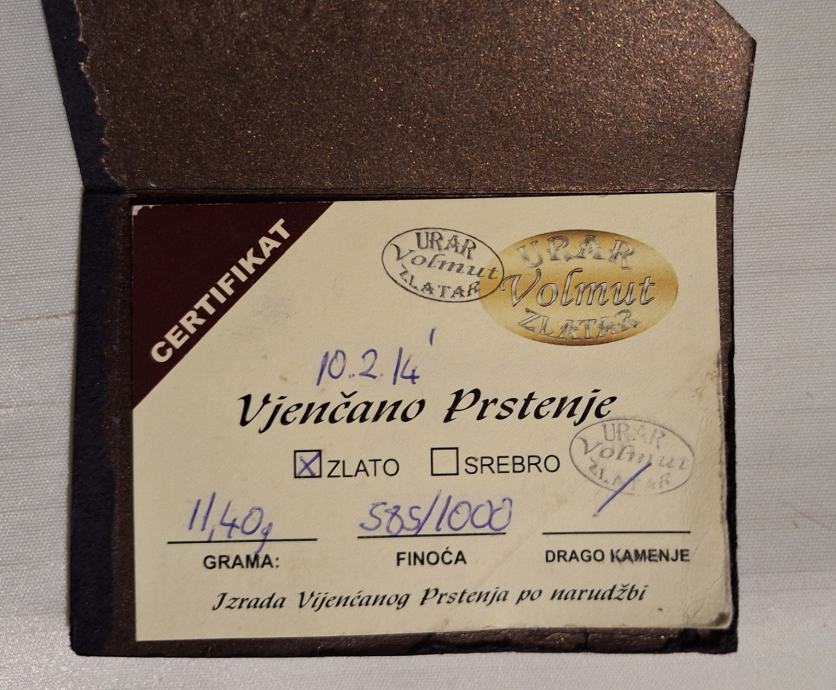 CERTIFIKAT
URAR
Volmut
ZLATAR
URAR
Volmut
ZLATAR
10.2.14'
Vjenčano Prstenje
☒ ZLATO ☐ SREBRO
URAR
Volmut
ZLATAR
11,40g 585/1000 /
GRAMA: FINOĆA DRAGO KAMENJE
Izrada Vijenćanog Prstenja po narudžbi